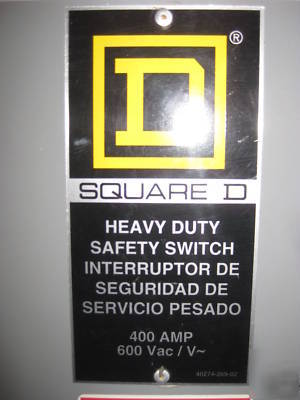 D
®
SQUARE D
HEAVY DUTY
SAFETY SWITCH
INTERRUPTOR DE
SEGURIDAD DE
SERVICIO PESADO
400 AMP
600 Vac / V~